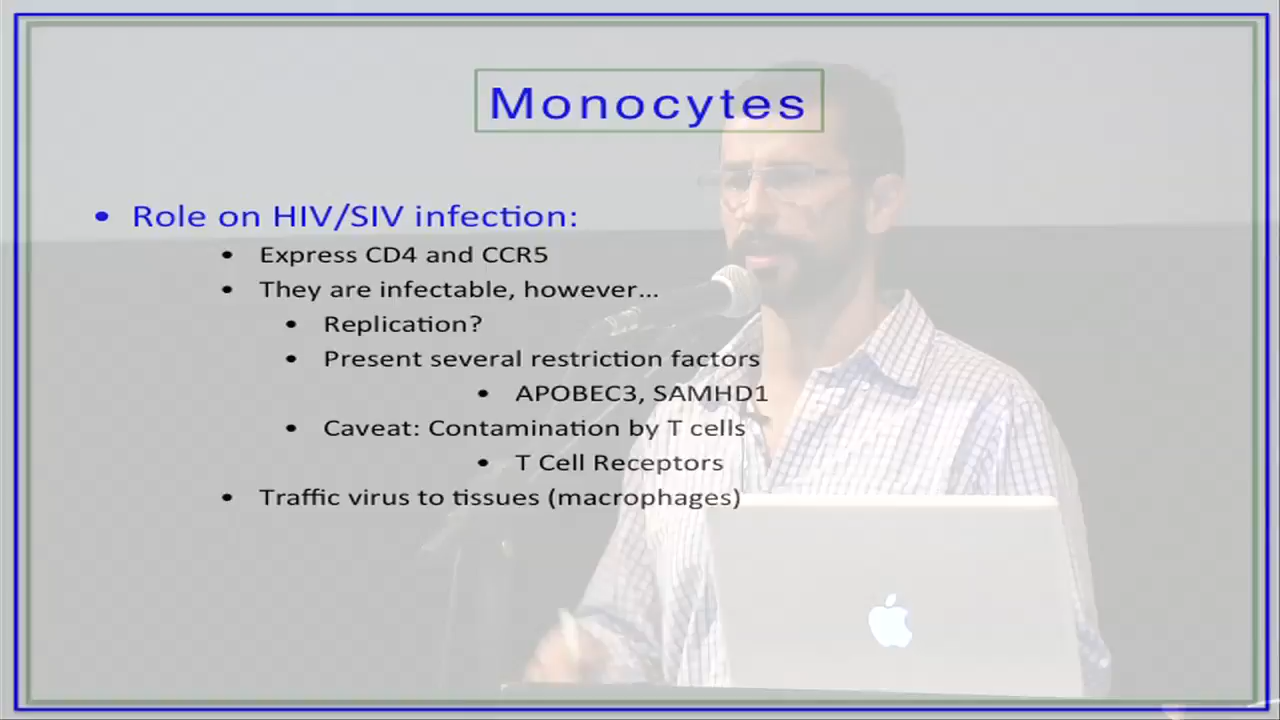 Monocytes
• Role on HIV/SIV infection:
• Express CD4 and CCR5
• They are infectable, however...
• Replication?
• Present several restriction factors
• APOBEC3, SAMHD1
• Caveat: Contamination by T cells
• T Cell Receptors
• Traffic virus to tissues (macrophages)